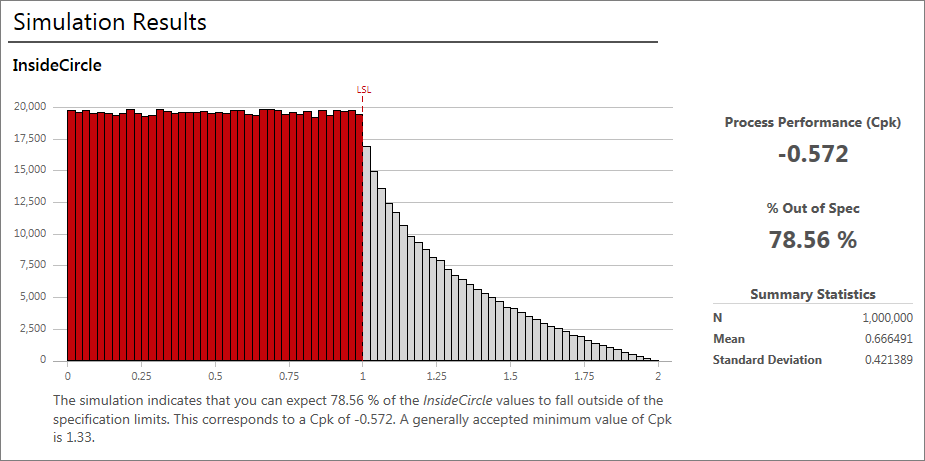 Simulation Results
InsideCircle
LSL
20,000
17,500
15,000
12,500
10,000
7,500
5,000
2,500
0
0 0.25 0.5 0.75 1 1.25 1.5 1.75 2
The simulation indicates that you can expect 78.56 % of the InsideCircle values to fall outside of the
specification limits. This corresponds to a Cpk of -0.572. A generally accepted minimum value of Cpk
is 1.33.
Process Performance (Cpk)
-0.572
% Out of Spec
78.56 %
Summary Statistics
N 1,000,000
Mean 0.666491
Standard Deviation 0.421389